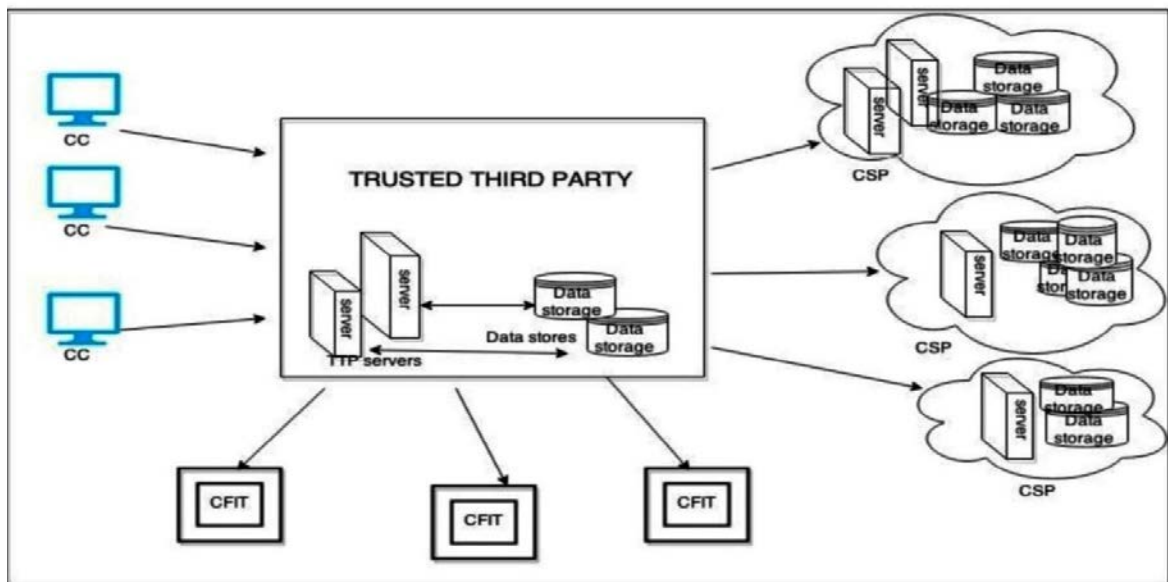 CC
CC
CC
TRUSTED THIRD PARTY
server
server
TTP servers
Data
storage
Data
storage
Data stores
server
server
Data
storage
Data
storage
Data
storage
CSP
server
Data
storage
Data
storage
Data
storage
CSP
server
Data
storage
Data
storage
CSP
CFIT
CFIT
CFIT